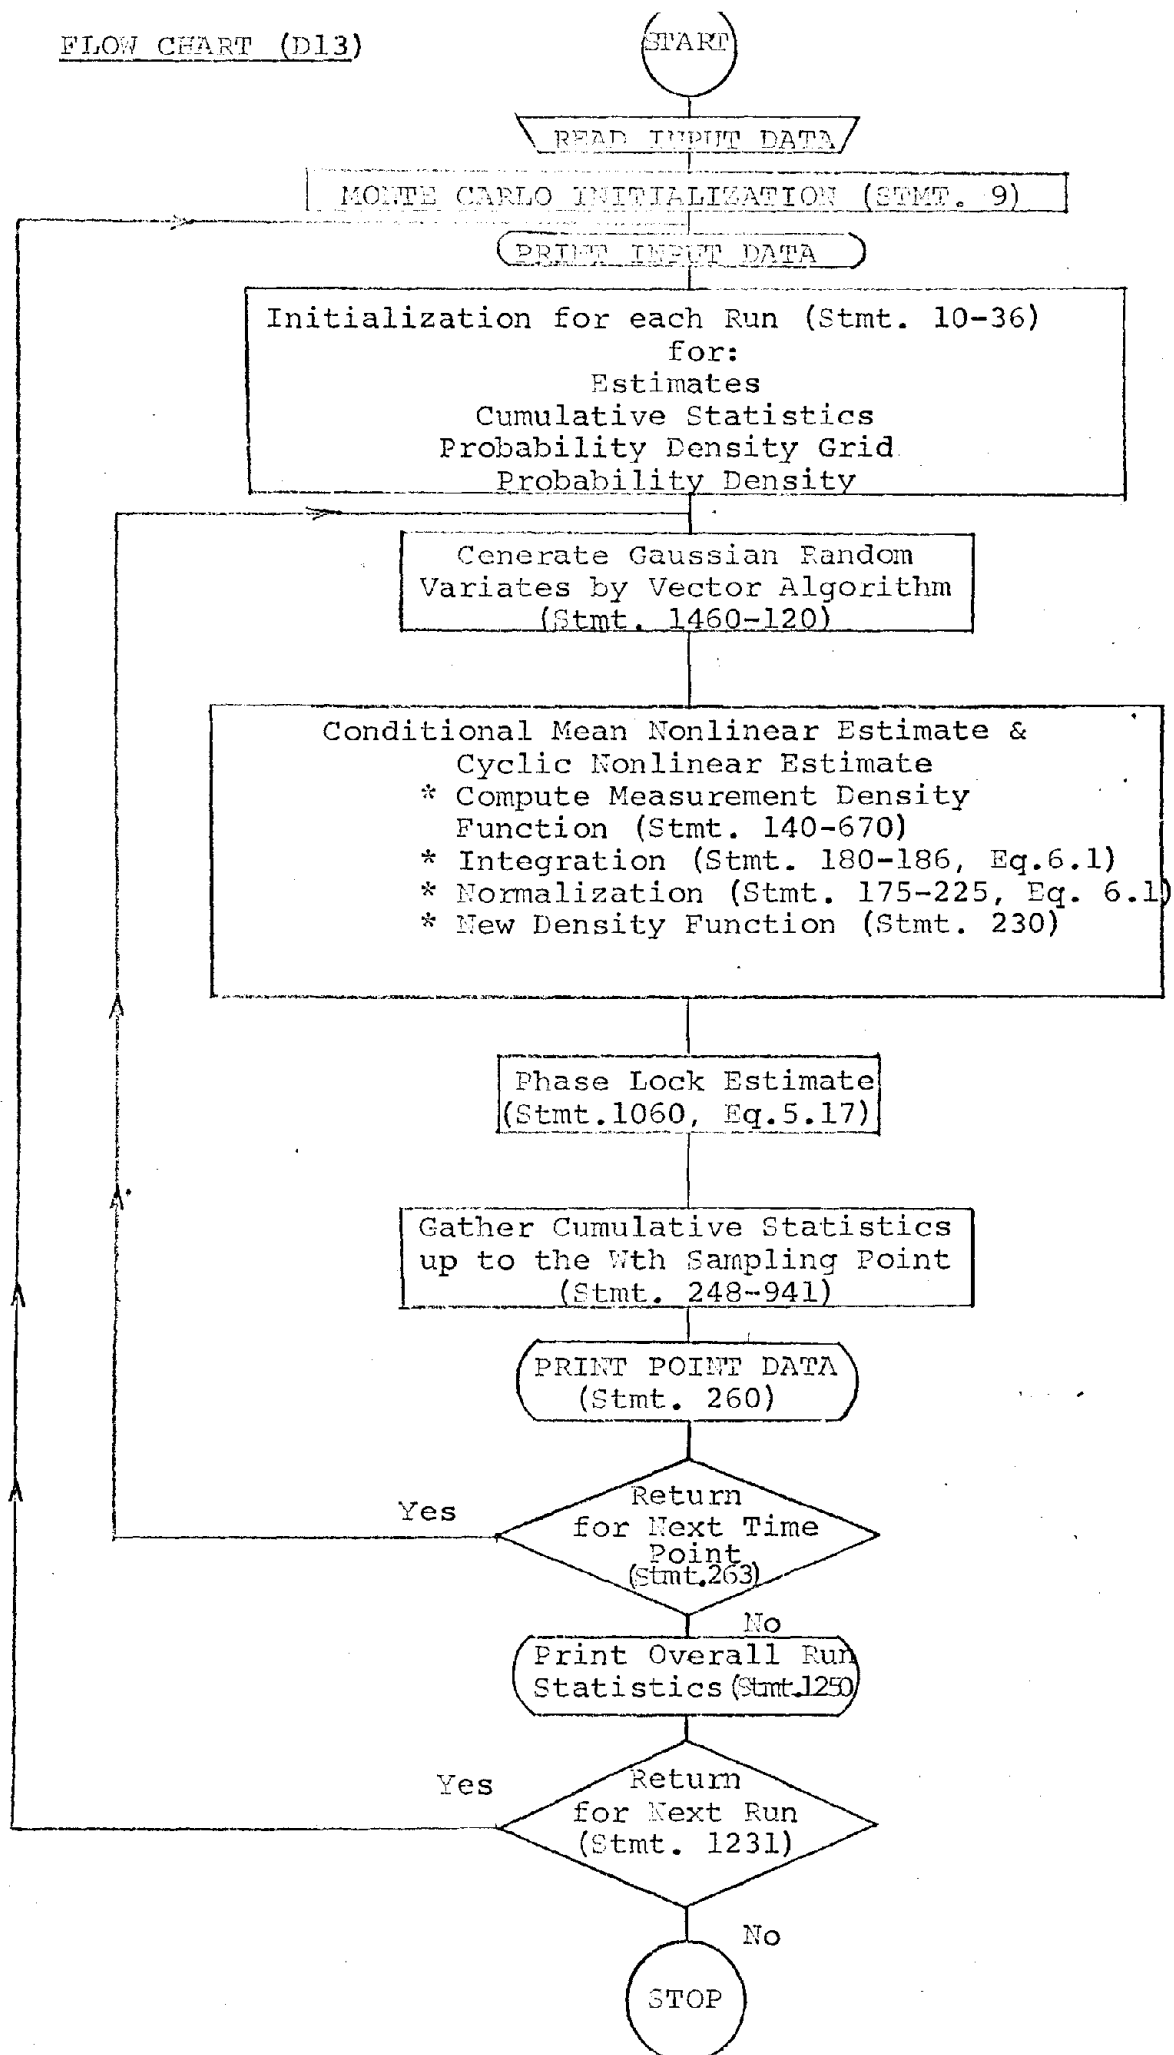 FLOW CHART (D13)
START
READ INPUT DATA
MONTE CARLO INITIALIZATION (STMT. 9)
PRINT INPUT DATA
Initialization for each Run (Stmt. 10-36)
for:
Estimates
Cumulative Statistics
Probability Density Grid
Probability Density
Generate Gaussian Random
Variates by Vector Algorithm
(Stmt. 1460-120)
Conditional Mean Nonlinear Estimate &
Cyclic Nonlinear Estimate
* Compute Measurement Density
Function (Stmt. 140-670)
* Integration (Stmt. 180-186, Eq.6.1)
* Normalization (Stmt. 175-225, Eq. 6.1)
* New Density Function (Stmt. 230)
Phase Lock Estimate
(Stmt.1060, Eq.5.17)
Gather Cumulative Statistics
up to the Wth Sampling Point
(Stmt. 248-941)
PRINT POINT DATA
(Stmt. 260)
Yes
Return
for Next Time
Point
(Stmt.263)
No
Print Overall Run
Statistics (Stmt.1250
Yes
Return
for Next Run
(Stmt. 1231)
No
STOP